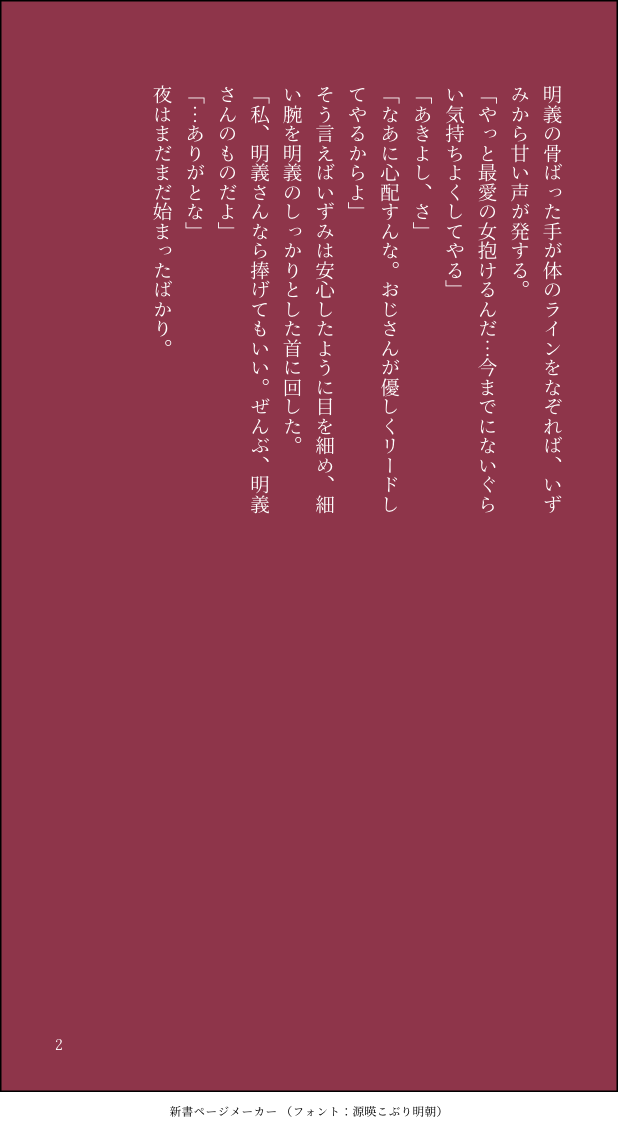 明義の骨ばった手が体のラインをなぞれば、いず
みから甘い声が発する。
「やっと最愛の女抱けるんだ…今までにないぐら
い気持ちよくしてやる」
「あきよし、さ」
「なあに心配すんな。おじさんが優しくリードし
てやるからよ」
そう言えばいずみは安心したように目を細め、細
い腕を明義のしっかりとした首に回した。
「私、明義さんなら捧げてもいい。ぜんぶ、明義
さんのものだよ」
「…ありがとな」
夜はまだまだ始まったばかり。
2
新書ページメーカー（フォント：源暎こぶり明朝）